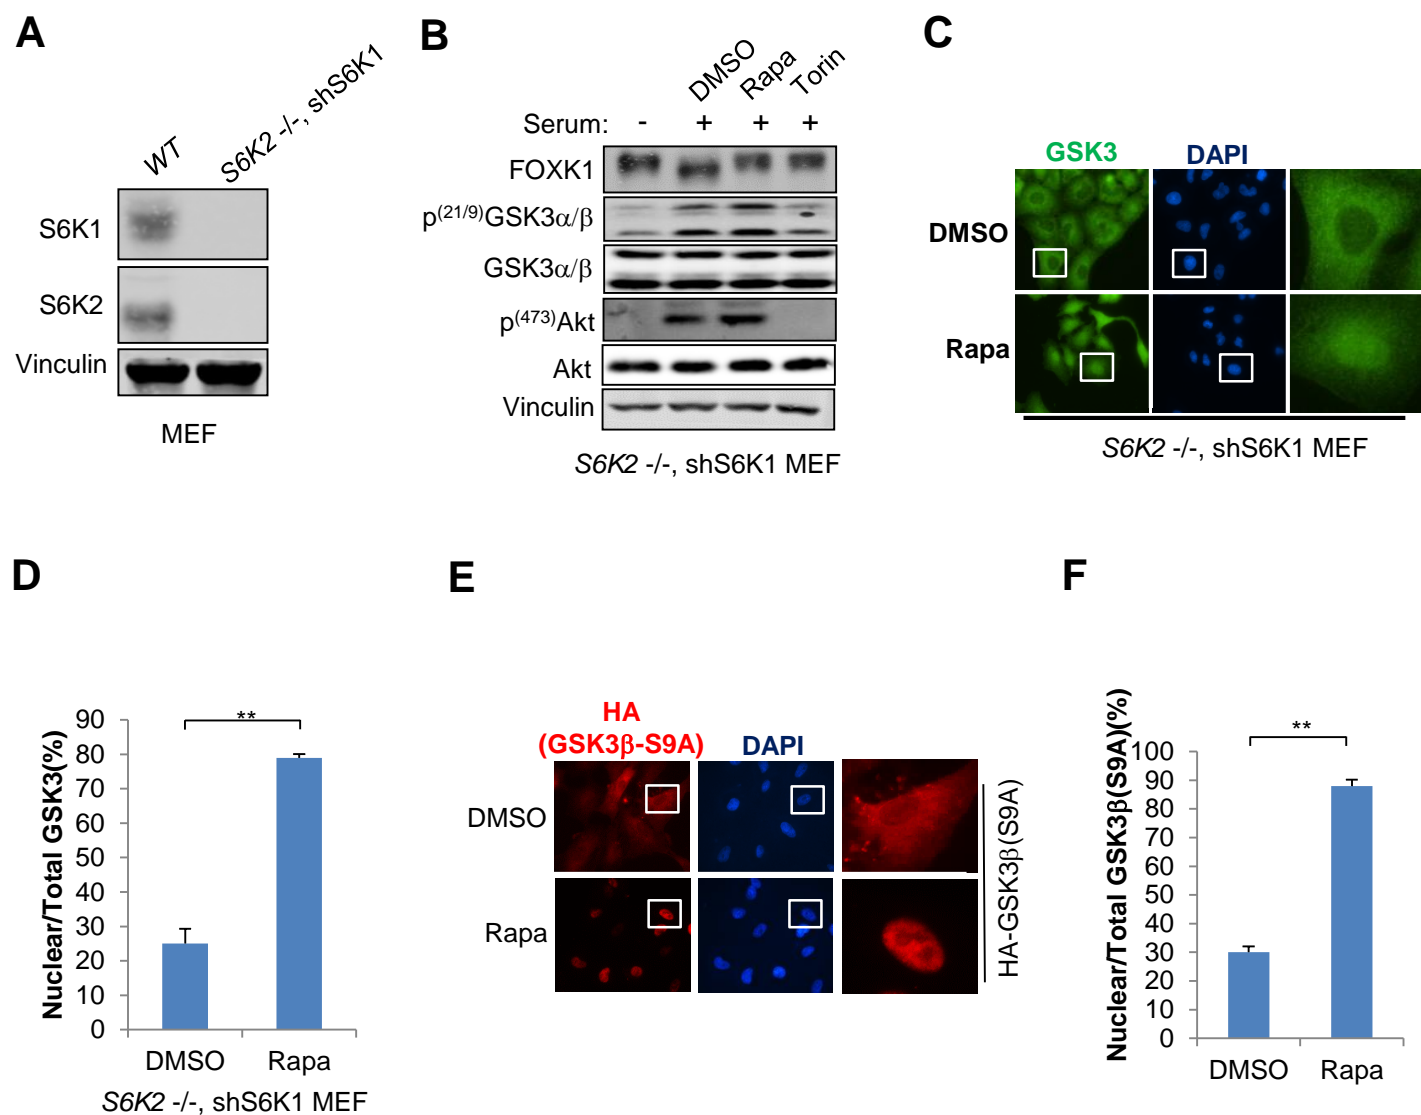 A
WT
S6K2 -/-, shS6K1
S6K1
S6K2
Vinculin
MEF
B
DMSO
Rapa
Torin
Serum: - + + +
FOXK1
p(21/9)GSK3α/β
GSK3α/β
p(473)Akt
Akt
Vinculin
S6K2 -/-, shS6K1 MEF
C
GSK3 DAPI
DMSO
Rapa
S6K2 -/-, shS6K1 MEF
D
Nuclear/Total GSK3(%)
90
80
70
60
50
40
30
20
10
0
**
DMSO Rapa
S6K2 -/-, shS6K1 MEF
E
HA
(GSK3β-S9A) DAPI
DMSO
Rapa
HA-GSK3β(S9A)
F
Nuclear/Total GSK3β(S9A)(%)
100
90
80
70
60
50
40
30
20
10
0
**
DMSO Rapa